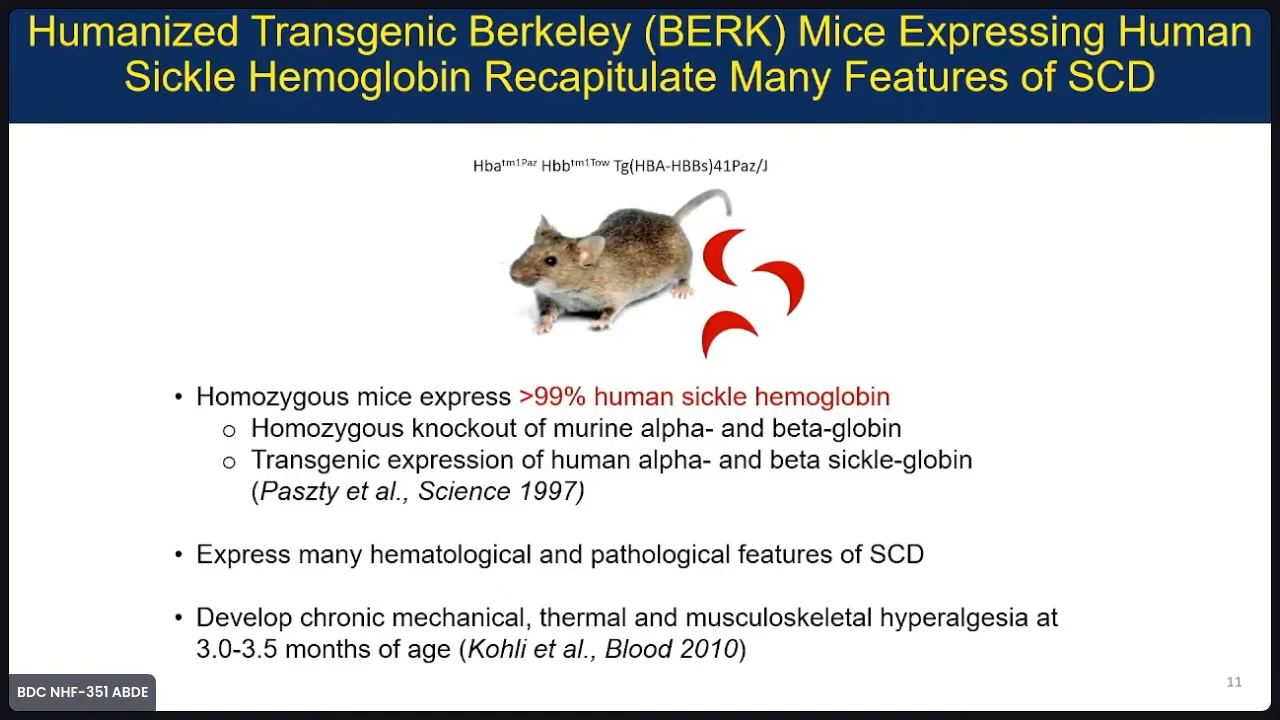 Humanized Transgenic Berkeley (BERK) Mice Expressing Human
Sickle Hemoglobin Recapitulate Many Features of SCD
Hbatm1Paz Hbbtm1Tow Tg(HBA-HBBs)41Paz/J
• Homozygous mice express >99% human sickle hemoglobin
o Homozygous knockout of murine alpha- and beta-globin
o Transgenic expression of human alpha- and beta sickle-globin
(Paszty et al., Science 1997)
• Express many hematological and pathological features of SCD
• Develop chronic mechanical, thermal and musculoskeletal hyperalgesia at
3.0-3.5 months of age (Kohli et al., Blood 2010)
BDC NHF-351 ABDE
11